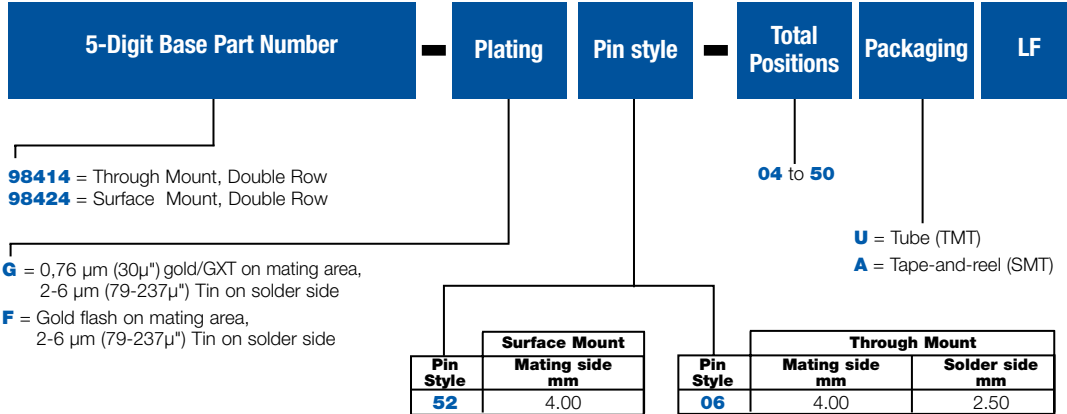 5-Digit Base Part Number
Plating
Pin style
Total
Positions
Packaging
LF
98414 = Through Mount, Double Row
98424 = Surface Mount, Double Row
04 to 50
U = Tube (TMT)
A = Tape-and-reel (SMT)
G = 0,76 µm (30µ") gold/GXT on mating area,
2-6 µm (79-237µ") Tin on solder side
F = Gold flash on mating area,
2-6 µm (79-237µ") Tin on solder side
Surface Mount
Pin
Style
Mating side
mm
52 4.00
Through Mount
Pin
Style
Mating side
mm
Solder side
mm
06 4.00 2.50